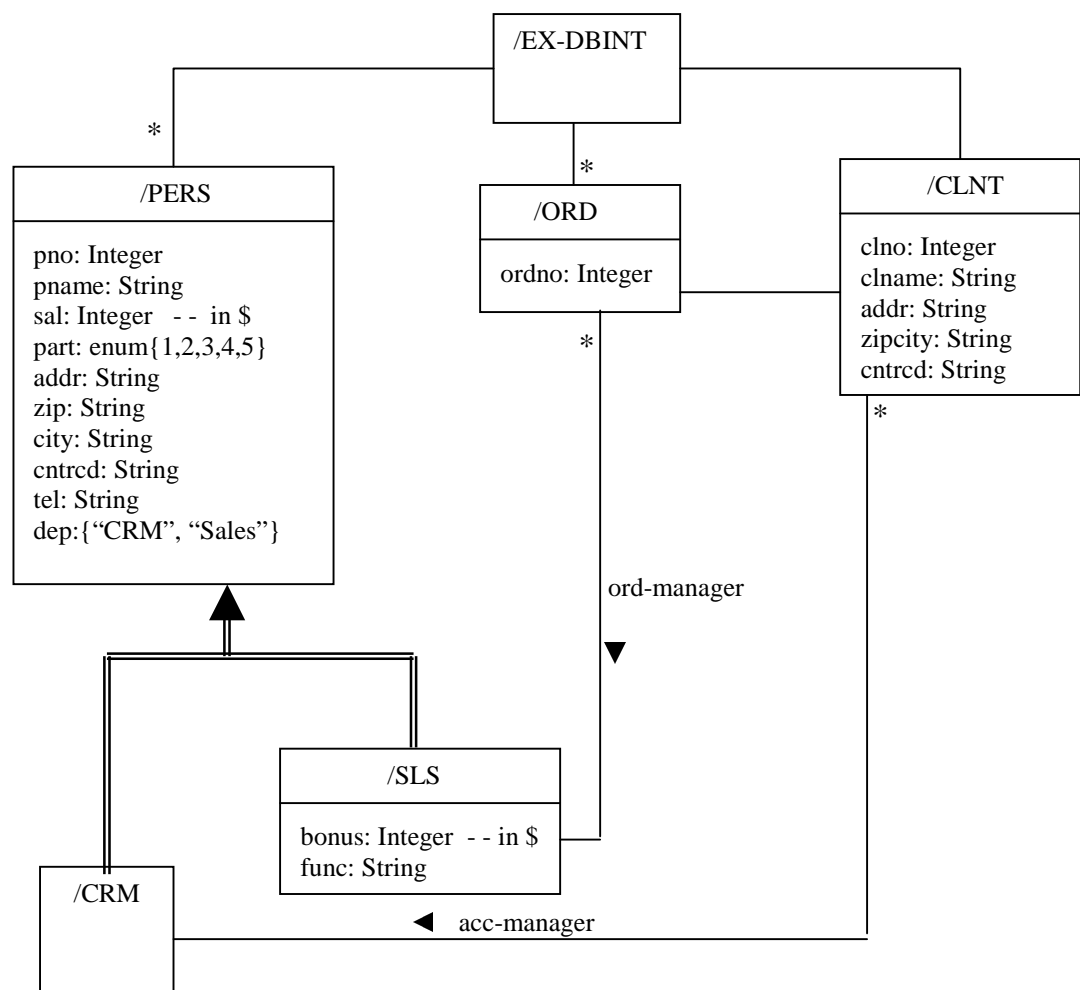 /EX-DBINT
*
*
/PERS
pno: Integer
pname: String
sal: Integer - - in $
part: enum{1,2,3,4,5}
addr: String
zip: String
city: String
cntrcd: String
tel: String
dep:{“CRM”, “Sales”}
/ORD
ordno: Integer
*
/CLNT
clno: Integer
clname: String
addr: String
zipcity: String
cntrcd: String
*
ord-manager
/SLS
bonus: Integer - - in $
func: String
/CRM
acc-manager